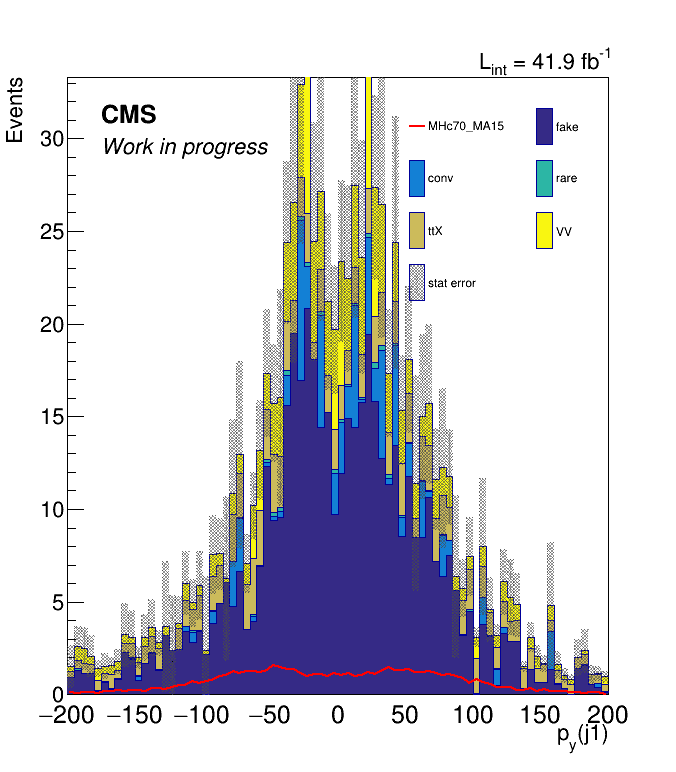 L_int = 41.9 fb^-1
Events
CMS
Work in progress
MHc70_MA15
fake
conv
rare
ttX
VV
stat error
30
25
20
15
10
5
0
−200 −150 −100 −50 0 50 100 150 200
p_y(j1)